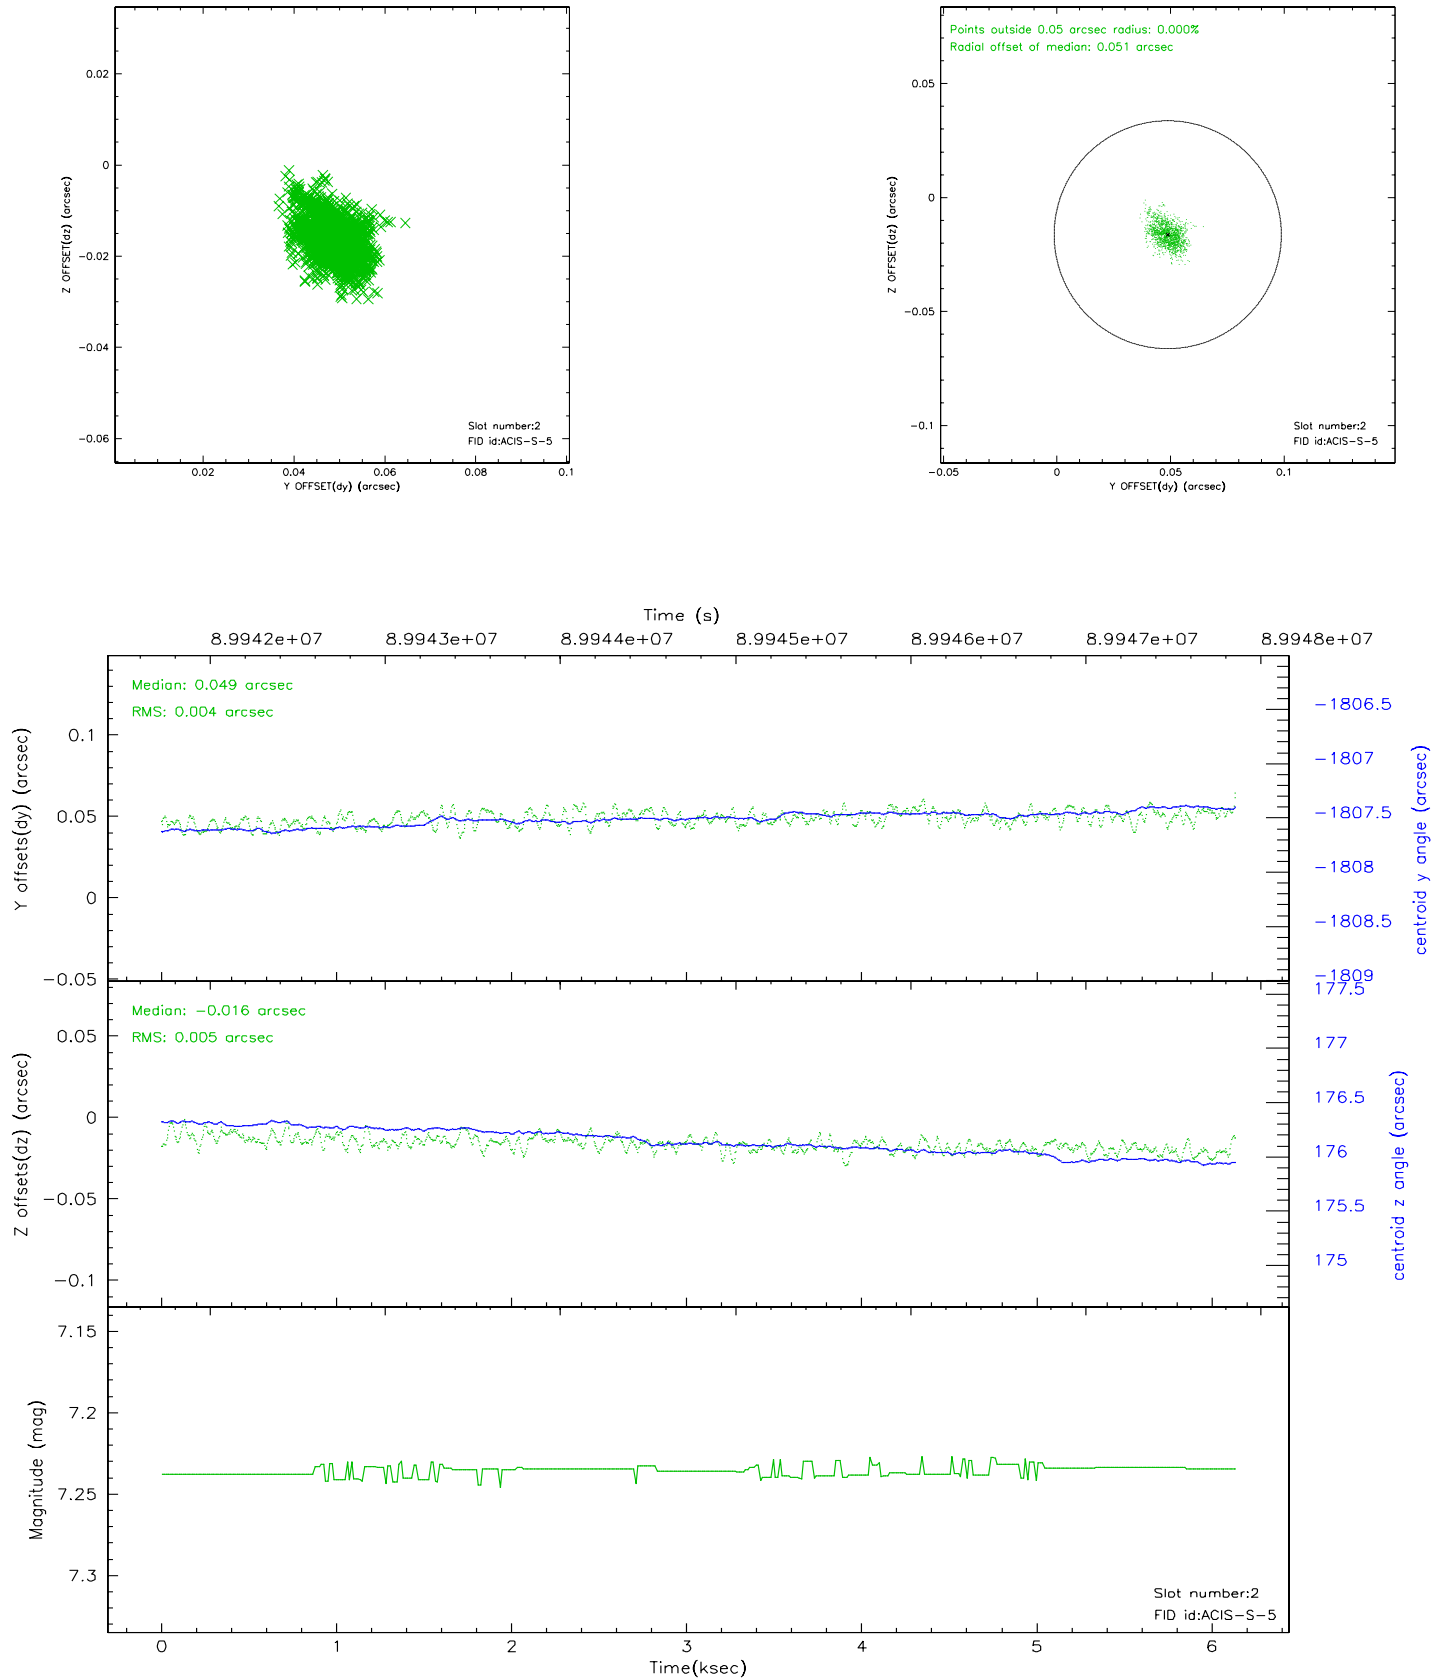 0.02
0
-0.02
-0.04
-0.06
Z OFFSET(dz) (arcsec)
Slot number:2
FID id:ACIS-S-5
0.02 0.04 0.06 0.08 0.1
Y OFFSET(dy) (arcsec)
Points outside 0.05 arcsec radius: 0.000%
Radial offset of median: 0.051 arcsec
0.05
0
-0.05
-0.1
Z OFFSET(dz) (arcsec)
Slot number:2
FID id:ACIS-S-5
-0.05 0 0.05 0.1
Y OFFSET(dy) (arcsec)
Time (s)
8.9942e+07 8.9943e+07 8.9944e+07 8.9945e+07 8.9946e+07 8.9947e+07 8.9948e+07
Median: 0.049 arcsec
RMS: 0.004 arcsec
0.1
0.05
0
-0.05
Y offsets(dy) (arcsec)
-1806.5
-1807
-1807.5
-1808
-1808.5
-1809
centroid y angle (arcsec)
Median: -0.016 arcsec
RMS: 0.005 arcsec
0.05
0
-0.05
-0.1
Z offsets(dz) (arcsec)
177.5
177
176.5
176
175.5
175
centroid z angle (arcsec)
7.15
7.2
7.25
7.3
Magnitude (mag)
Slot number:2
FID id:ACIS-S-5
0 1 2 3 4 5 6
Time(ksec)